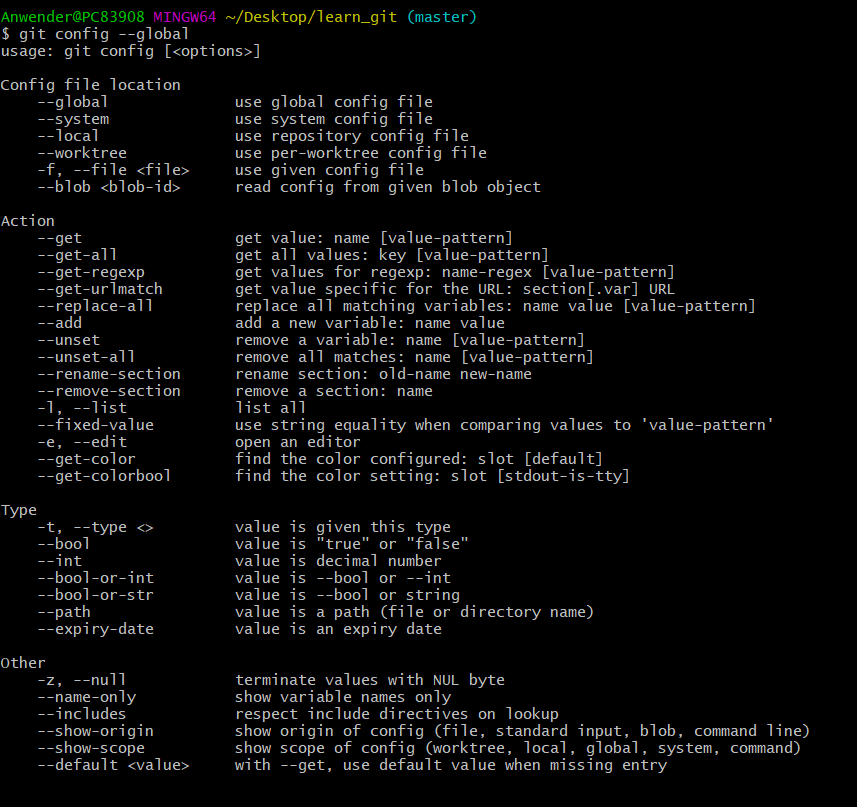 Anwender@PC83908 MINGW64 ~/Desktop/learn_git (master)
$ git config --global
usage: git config [<options>]

Config file location
    --global              use global config file
    --system              use system config file
    --local               use repository config file
    --worktree            use per-worktree config file
    -f, --file <file>     use given config file
    --blob <blob-id>      read config from given blob object

Action
    --get                 get value: name [value-pattern]
    --get-all             get all values: key [value-pattern]
    --get-regexp          get values for regexp: name-regex [value-pattern]
    --get-urlmatch        get value specific for the URL: section[.var] URL
    --replace-all         replace all matching variables: name value [value-pattern]
    --add                 add a new variable: name value
    --unset               remove a variable: name [value-pattern]
    --unset-all           remove all matches: name [value-pattern]
    --rename-section      rename section: old-name new-name
    --remove-section      remove a section: name
    -l, --list            list all
    --fixed-value         use string equality when comparing values to 'value-pattern'
    -e, --edit            open an editor
    --get-color           find the color configured: slot [default]
    --get-colorbool       find the color setting: slot [stdout-is-tty]

Type
    -t, --type <>         value is given this type
    --bool                value is "true" or "false"
    --int                 value is decimal number
    --bool-or-int         value is --bool or --int
    --bool-or-str         value is --bool or string
    --path                value is a path (file or directory name)
    --expiry-date         value is an expiry date

Other
    -z, --null            terminate values with NUL byte
    --name-only           show variable names only
    --includes            respect include directives on lookup
    --show-origin         show origin of config (file, standard input, blob, command line)
    --show-scope          show scope of config (worktree, local, global, system, command)
    --default <value>     with --get, use default value when missing entry